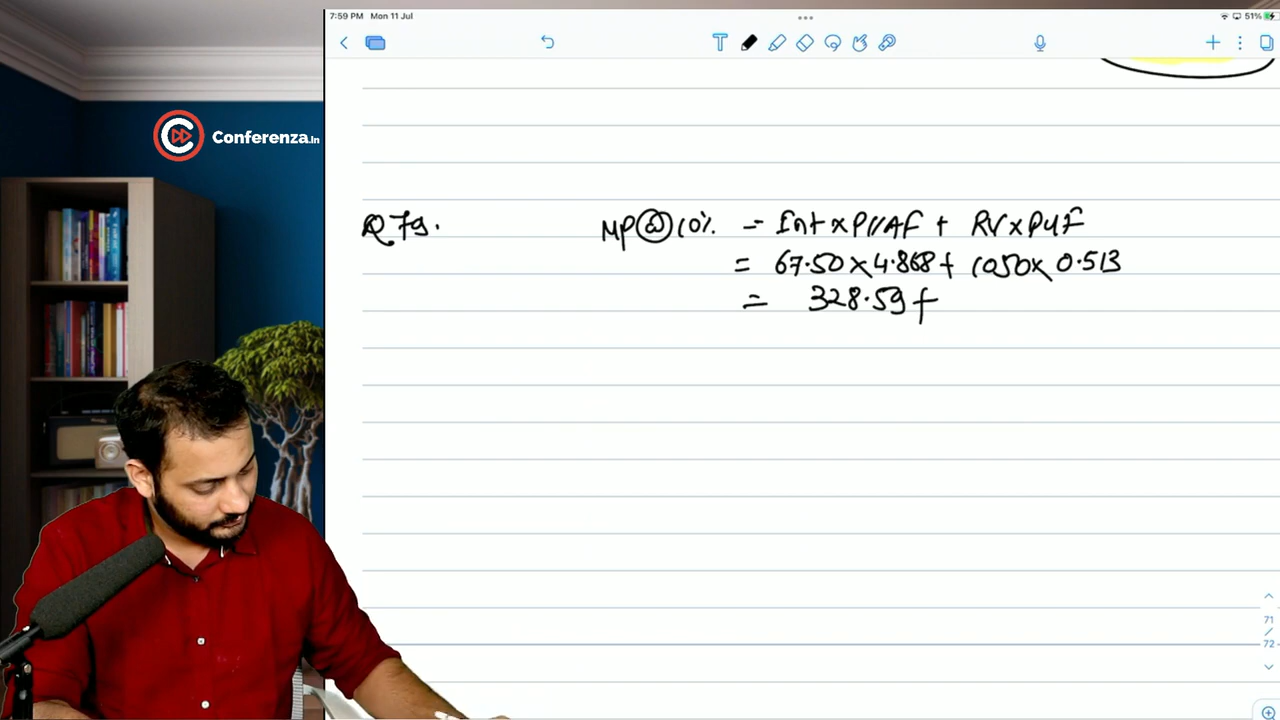 7:59 PM Mon 11 Jul
51%
Conferenza.in
Q 79. MP@10% = Int x PVAF + RV x PVF
= 67.50 x 4.868 + 1050 x 0.513
= 328.59 +
71
/
72